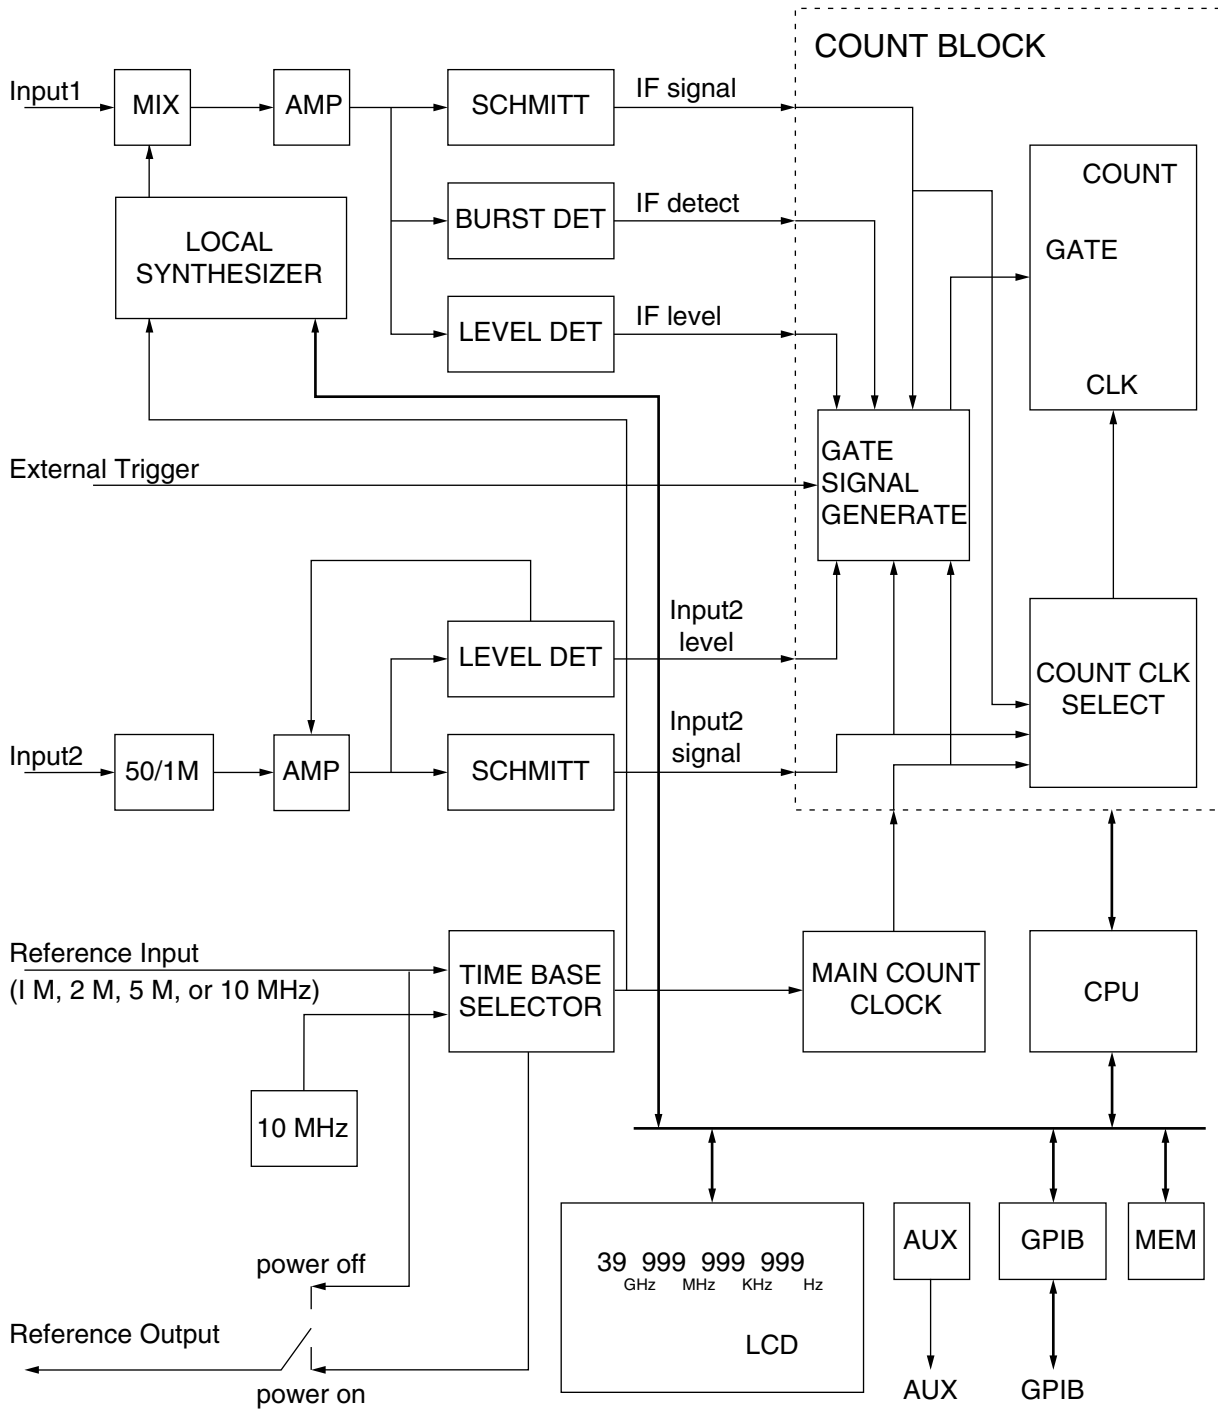 COUNT BLOCK
Input1
MIX
AMP
SCHMITT
IF signal
COUNT
GATE
CLK
BURST DET
IF detect
LOCAL
SYNTHESIZER
LEVEL DET
IF level
External Trigger
GATE
SIGNAL
GENERATE
Input2
level
LEVEL DET
COUNT CLK
SELECT
Input2
signal
Input2
50/1M
AMP
SCHMITT
Reference Input
(I M, 2 M, 5 M, or 10 MHz)
TIME BASE
SELECTOR
MAIN COUNT
CLOCK
CPU
10 MHz
power off
Reference Output
power on
39 999 999 999
GHz MHz KHz Hz
LCD
AUX
GPIB
MEM
AUX
GPIB